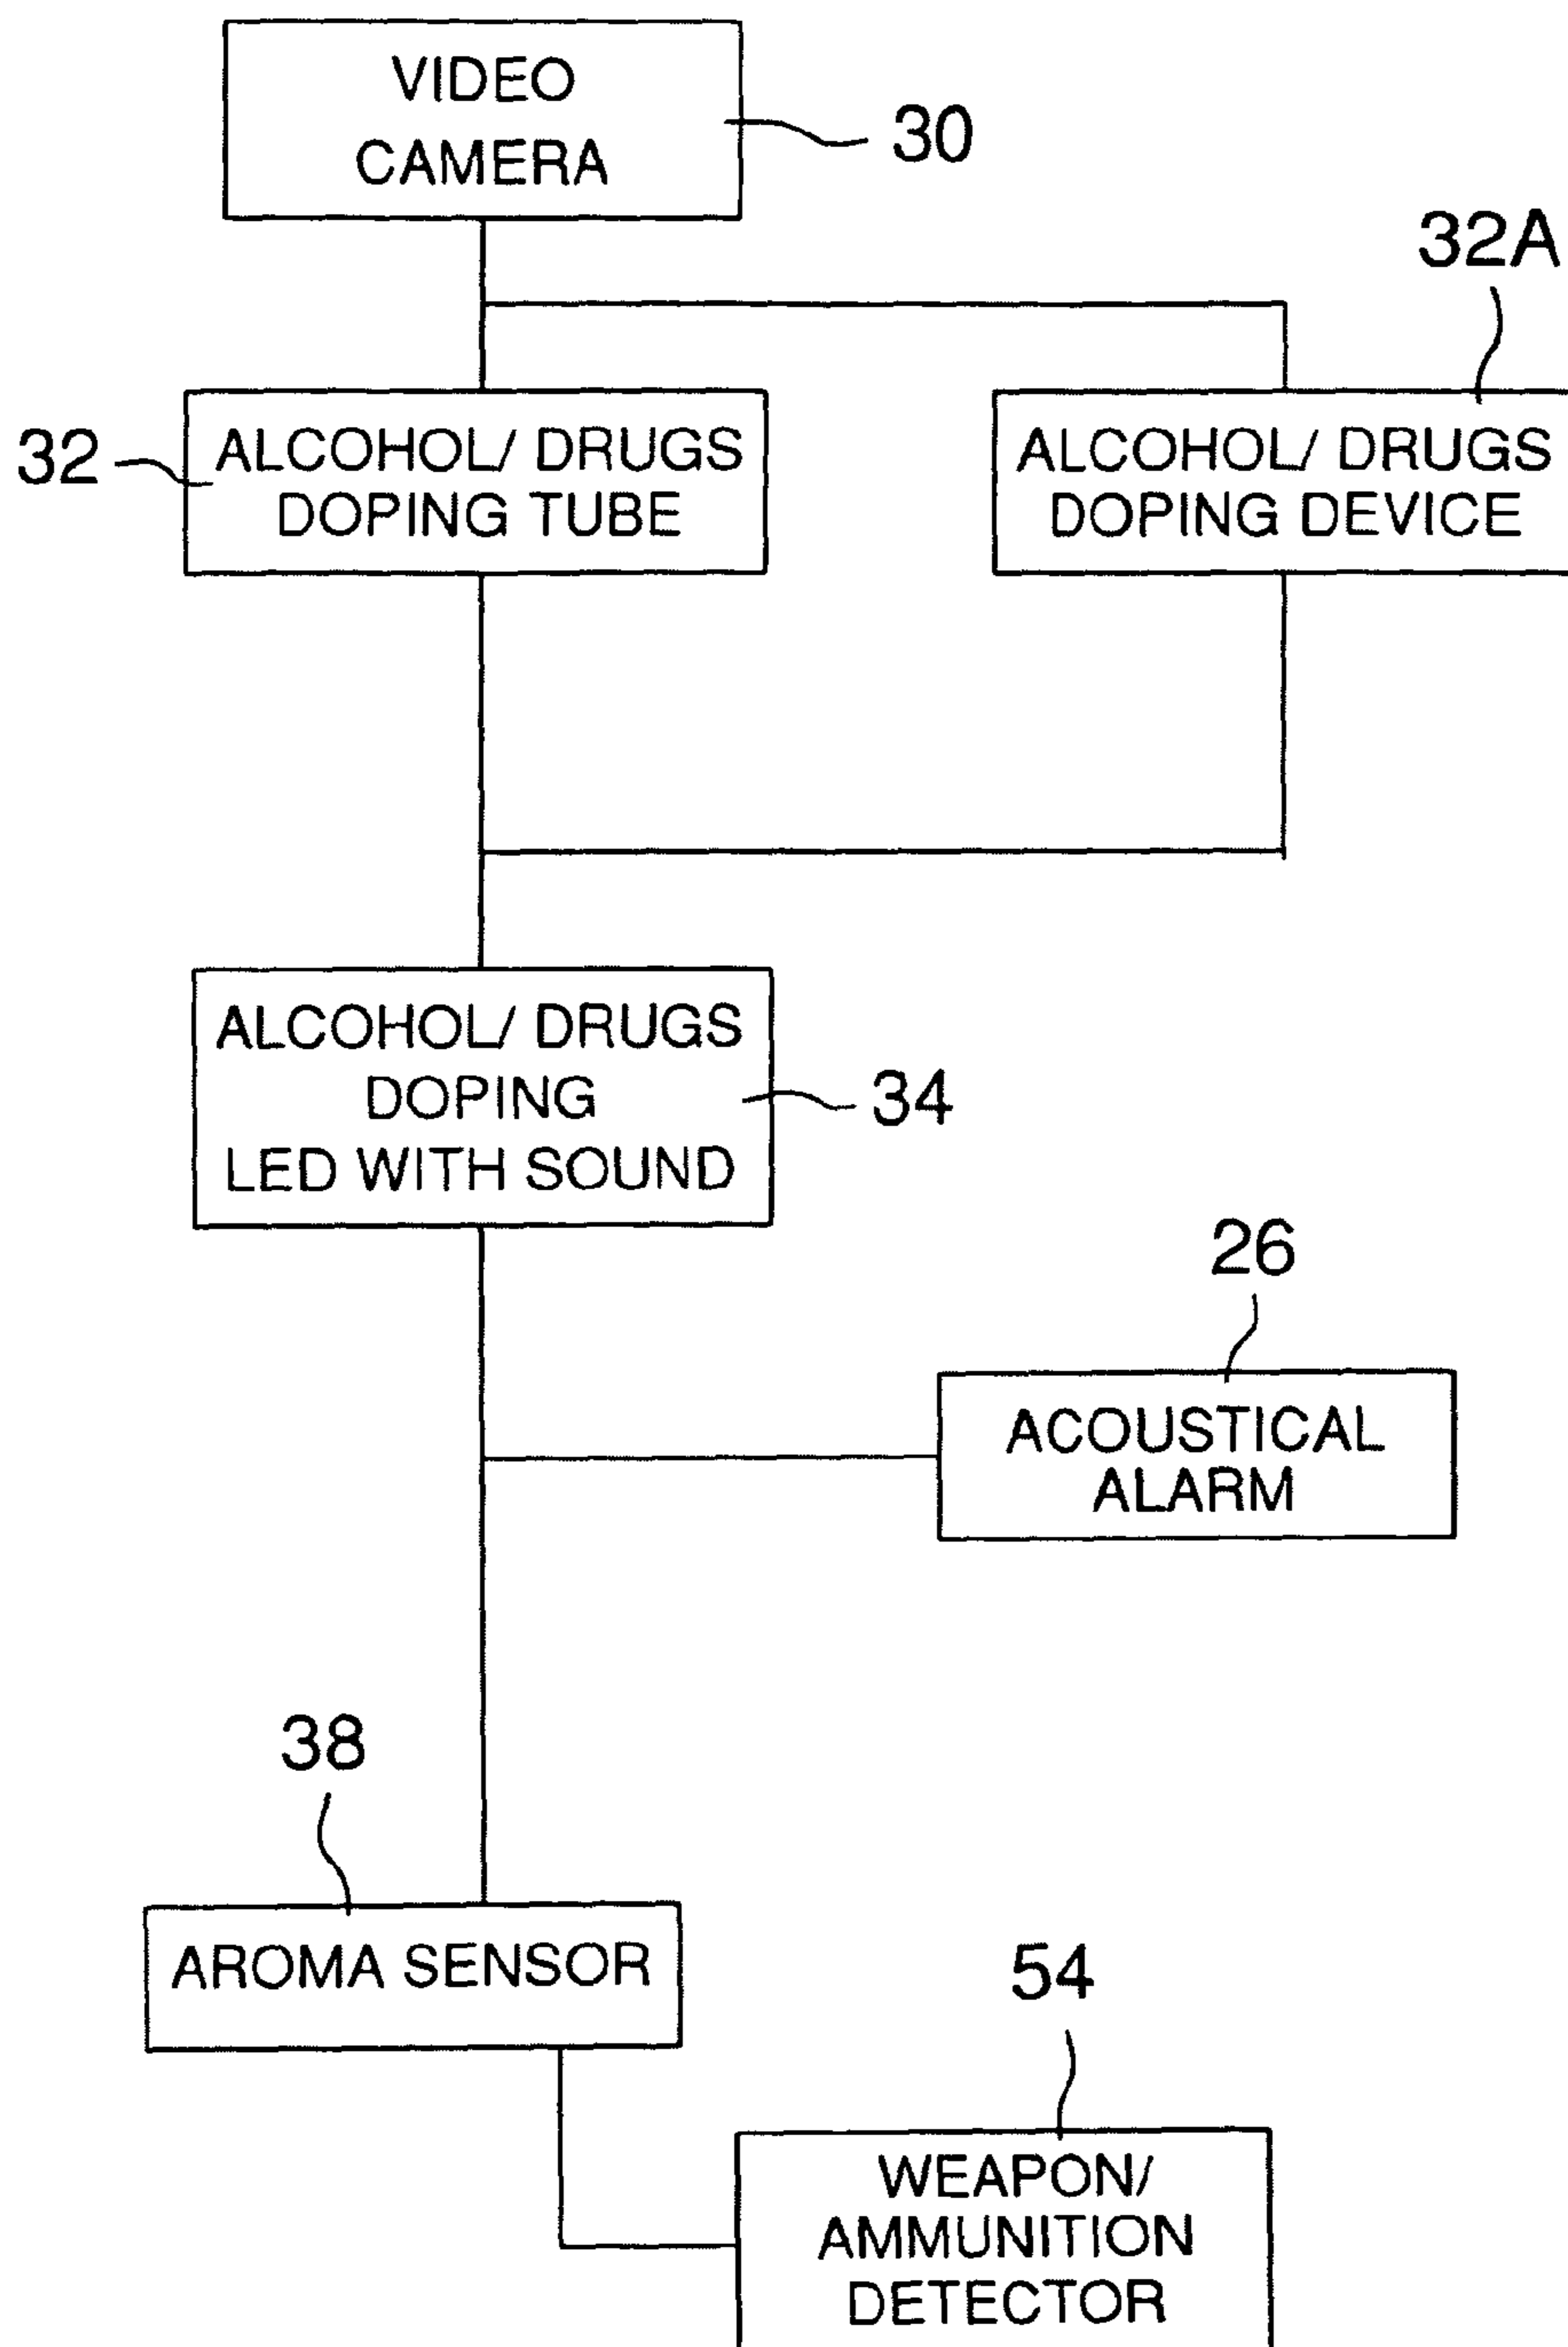 VIDEO
CAMERA
30
32A
32
ALCOHOL/ DRUGS
DOPING TUBE
ALCOHOL/ DRUGS
DOPING DEVICE
ALCOHOL/ DRUGS
DOPING
LED WITH SOUND
34
26
ACOUSTICAL
ALARM
38
AROMA SENSOR
54
WEAPON/
AMMUNITION
DETECTOR